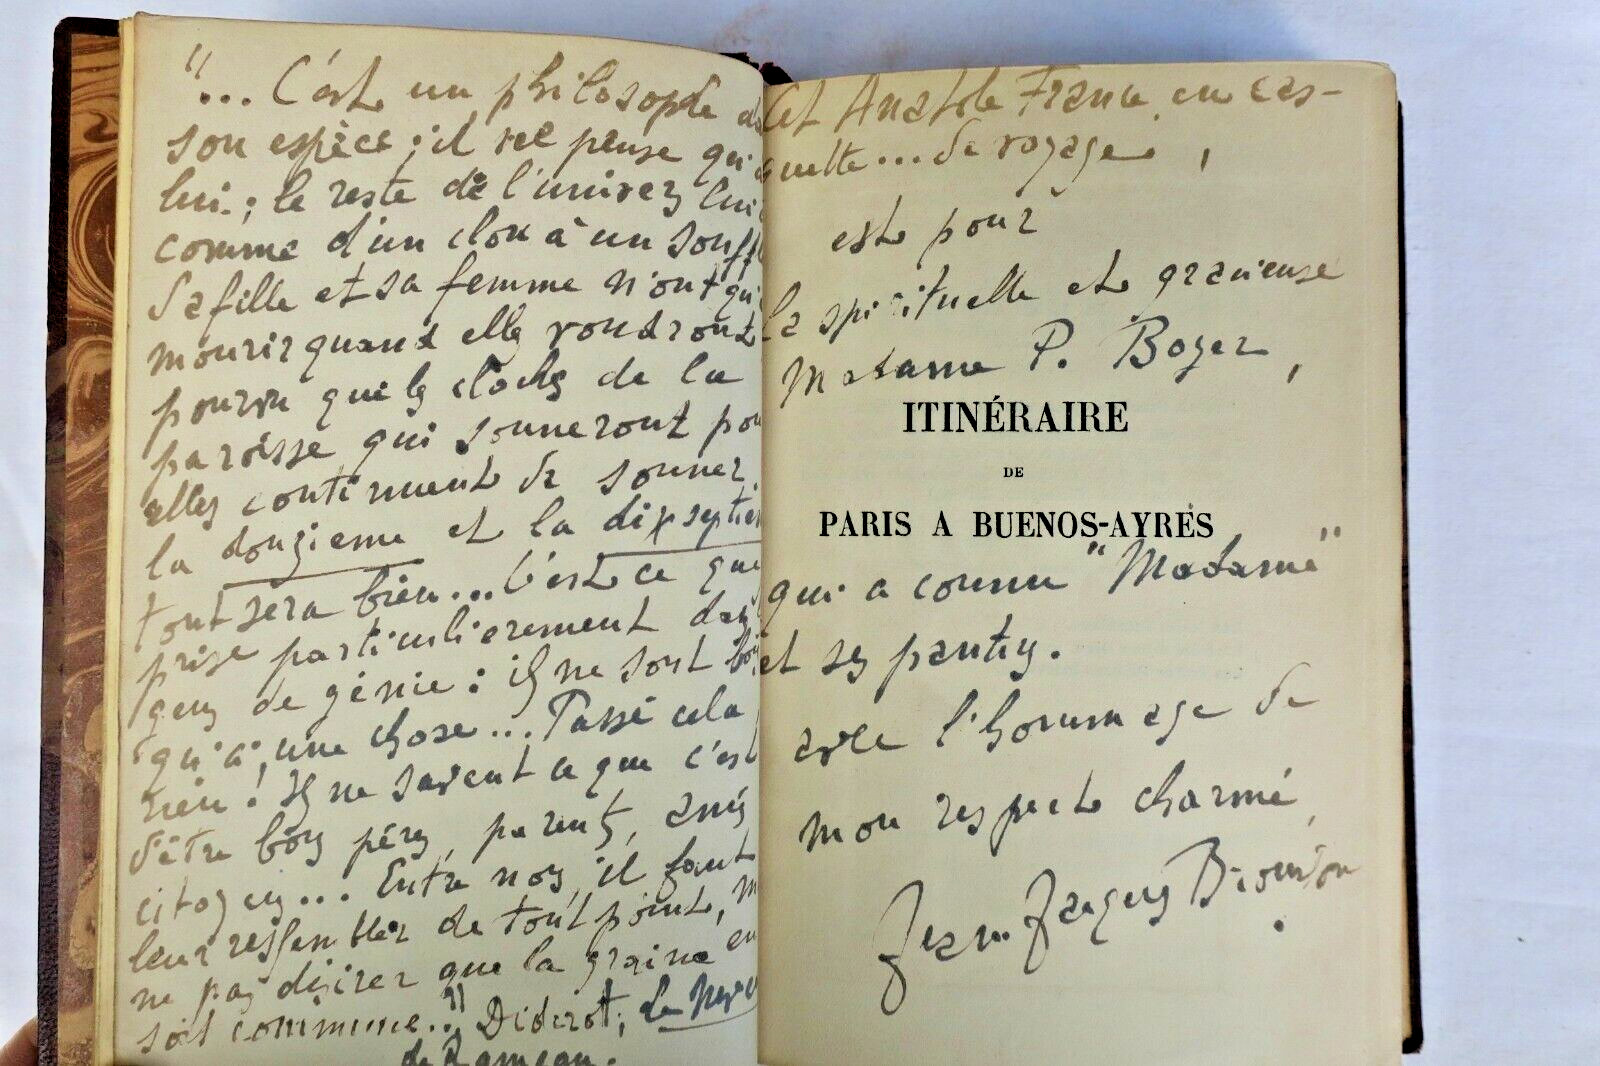 "... C'est un philosophe de
son espèce ; il ne pense qu'à
lui ; le reste de l'univers lui
comme d'un clou à un souffl
Sa fille et sa femme n'ont qu'
mourir quand elles voudront
pourvu que les cloches de la
paroisse qui sonneront pou
elles continuent de sonner
la douzieme et la dixseptiem
tout sera bien... C'est ce que
prise particulièrement dans
gens de génie : ils ne sont bons
qu'à une chose... Passé cela,
rien ! Ils ne savent ce que c'est
d'être bons pères, parents, amis
citoyens... Entre nous, il faut
leur ressembler de tout point, m
ne pas désirer que la graine en
soit commune..." Diderot ; Le Neveu
de Rameau.
Cet Anatole France en cas-
quette... de voyage,
est pour
la spirituelle et gracieuse
Madame P. Boyer,
ITINÉRAIRE
DE
PARIS A BUENOS-AYRES
qui a connu "Madame"
et ses pantins.
avec l'hommage de
mon respect charmé,
Jean-Jacques Brousson.